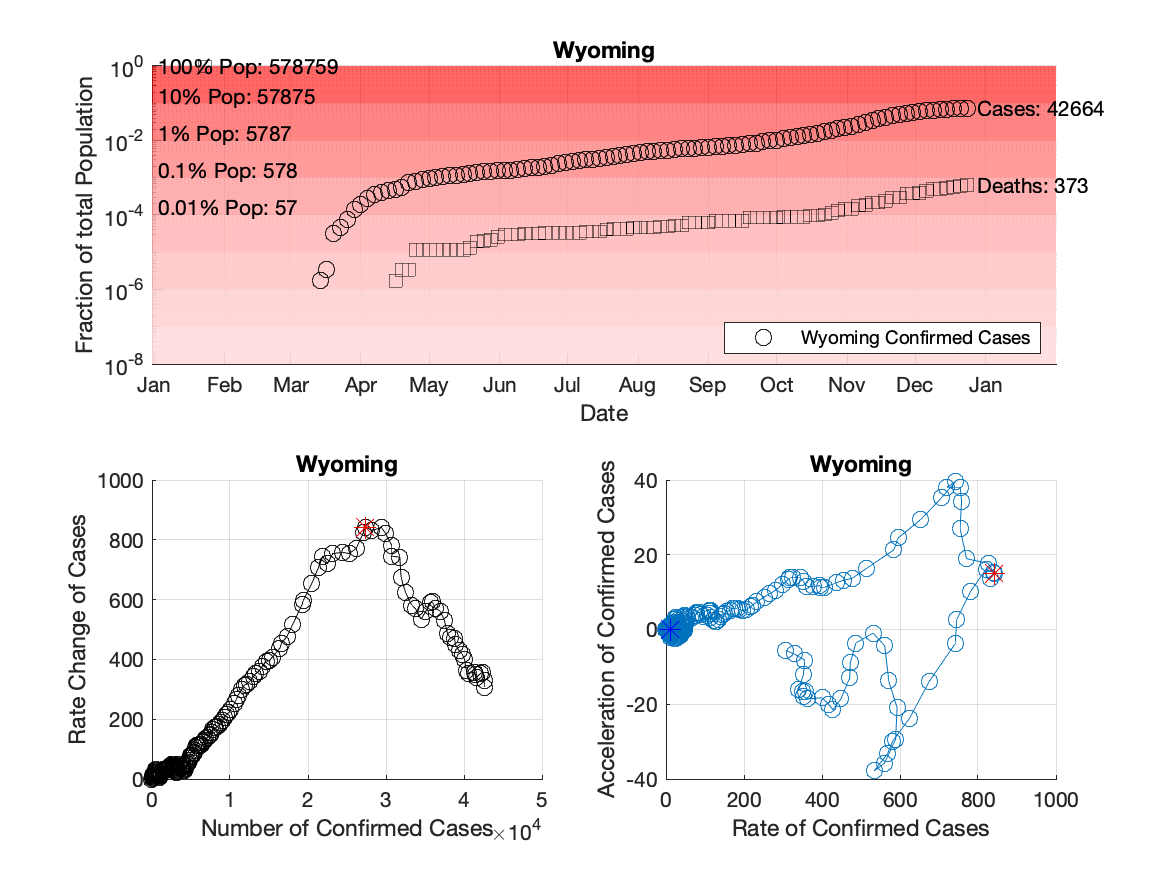 Wyoming
Fraction of total Population
10^0
10^-2
10^-4
10^-6
10^-8
100% Pop: 578759
10% Pop: 57875
1% Pop: 5787
0.1% Pop: 578
0.01% Pop: 57
Cases: 42664
Deaths: 373
Wyoming Confirmed Cases
Jan Feb Mar Apr May Jun Jul Aug Sep Oct Nov Dec Jan
Date
Wyoming
Rate Change of Cases
1000
800
600
400
200
0
0 1 2 3 4 5
Number of Confirmed Cases ×10^4
Wyoming
Acceleration of Confirmed Cases
40
20
0
-20
-40
0 200 400 600 800 1000
Rate of Confirmed Cases